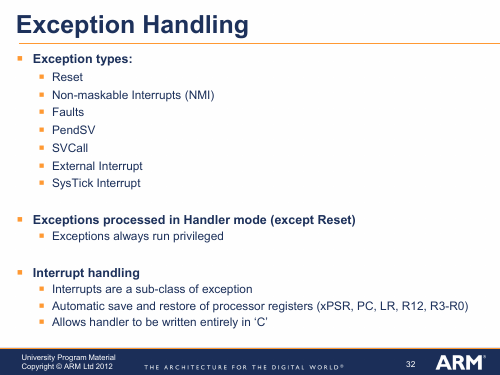 Exception Handling
Exception types:
Reset
Non-maskable Interrupts (NMI)
Faults
PendSV
SVCall
External Interrupt
SysTick Interrupt
Exceptions processed in Handler mode (except Reset)
Exceptions always run privileged
Interrupt handling
Interrupts are a sub-class of exception
Automatic save and restore of processor registers (xPSR, PC, LR, R12, R3-R0)
Allows handler to be written entirely in ‘C’
University Program Material
Copyright © ARM Ltd 2012
THE ARCHITECTURE FOR THE DIGITAL WORLD®
32
ARM®